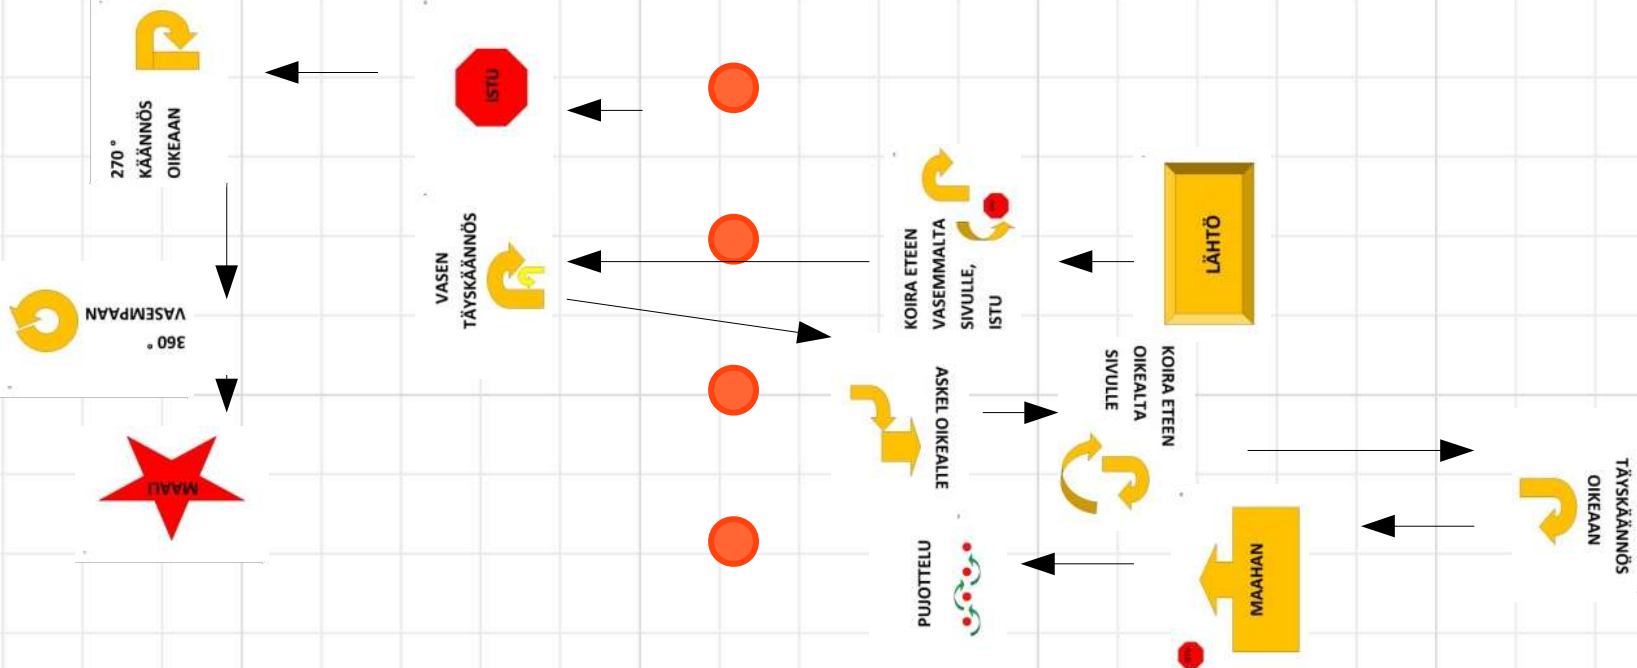 LÄHTÖ
KOIRA ETEEN
VASEMMALTA
SIVULLE,
ISTU
VASEN
TÄYSKÄÄNNÖS
ASKEL OIKEALLE
KOIRA ETEEN
OIKEALTA
SIVULLE
TÄYSKÄÄNNÖS
OIKEAAN
MAAHAN
PUJOTTELU
ISTU
270 °
KÄÄNNÖS
OIKEAAN
360 °
VASEMPAAN
MAALI